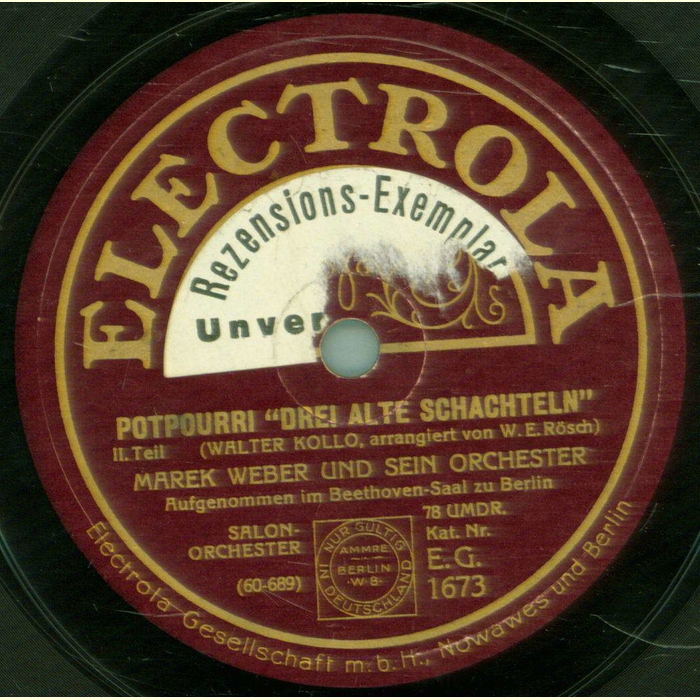 ELECTROLA
Rezensions-Exemplar
Unver
POTPOURRI "DREI ALTE SCHACHTELN"
II. Teil (WALTER KOLLO, arrangiert von W. E. Rösch)
MAREK WEBER UND SEIN ORCHESTER
Aufgenommen im Beethoven-Saal zu Berlin
78 UMDR.
SALON-
ORCHESTER
Kat. Nr.
E.G.
1673
(60-689)
NUR GÜLTIG
IN DEUTSCHLAND
AMMRE
BERLIN
·W8·
Electrola Gesellschaft m.b.H., Nowawes und Berlin